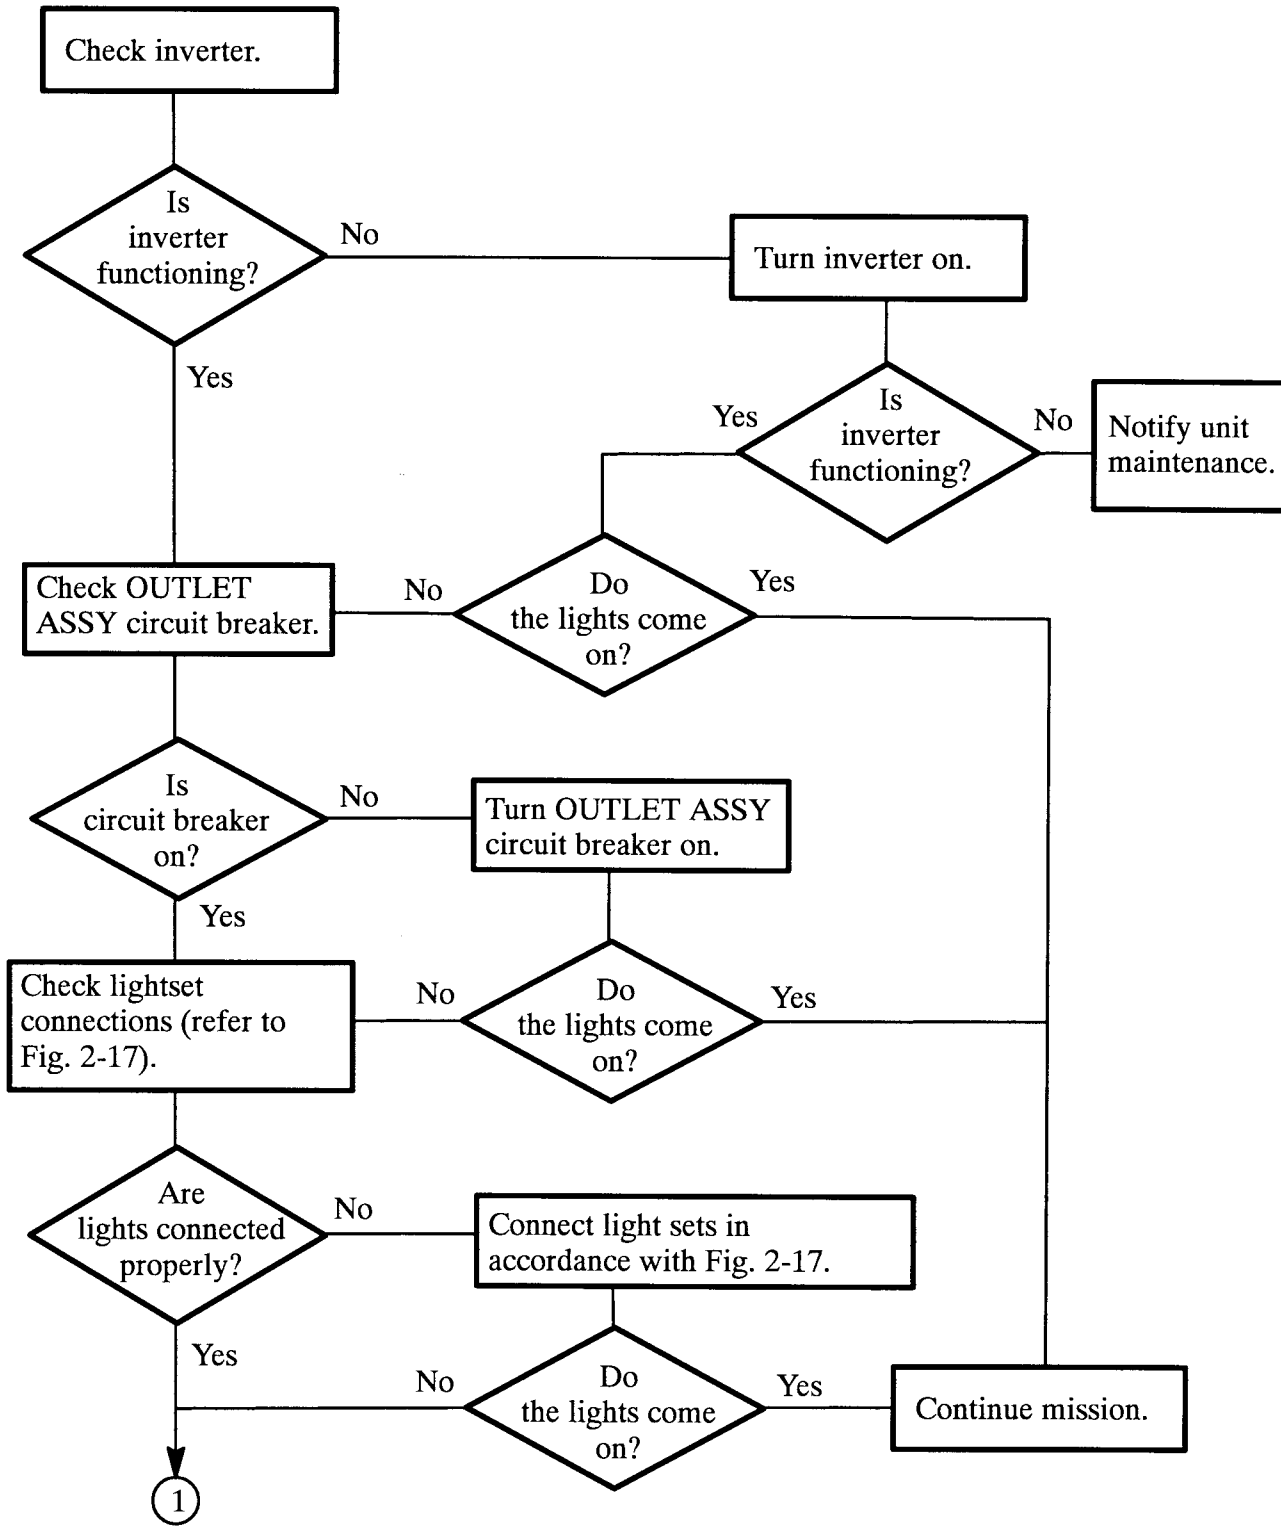 Check inverter.
Is
inverter
functioning?
No
Turn inverter on.
Yes
Yes
Is
inverter
functioning?
No
Notify unit
maintenance.
Check OUTLET
ASSY circuit breaker.
No
Do
the lights come
on?
Yes
Is
circuit breaker
on?
No
Turn OUTLET ASSY
circuit breaker on.
Yes
Check lightset
connections (refer to
Fig. 2-17).
No
Do
the lights come
on?
Yes
Are
lights connected
properly?
No
Connect light sets in
accordance with Fig. 2-17.
Yes
No
Do
the lights come
on?
Yes
Continue mission.
1